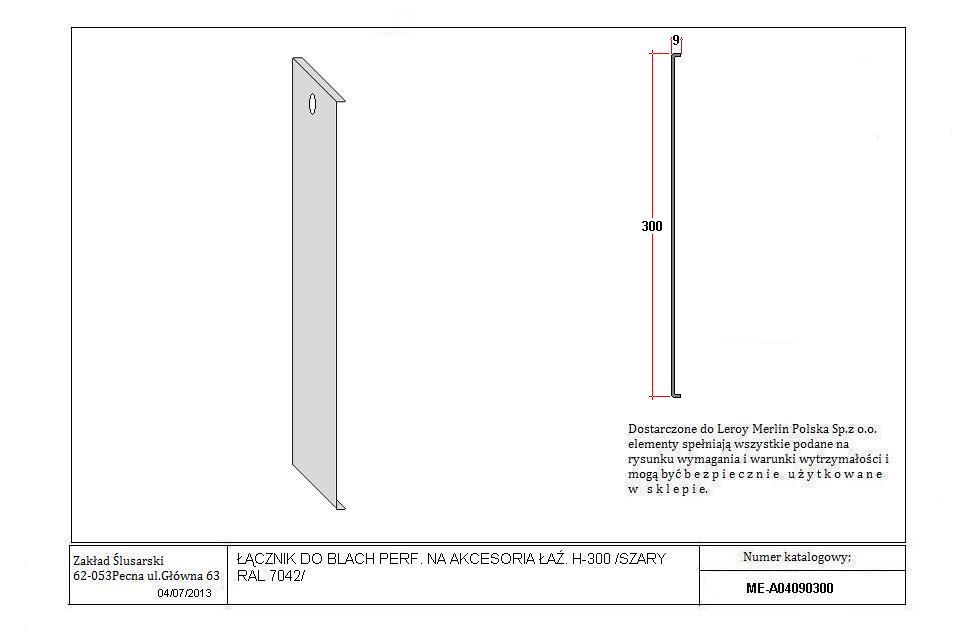 9
300
Dostarczone do Leroy Merlin Polska Sp.z o.o.
elementy spełniają wszystkie podane na
rysunku wymagania i warunki wytrzymałości i
mogą być b e z p i e c z n i e u ż y t k o w a n e
w s k l e p i e.
Zakład Ślusarski
62-053Pecna ul.Główna 63
04/07/2013
ŁĄCZNIK DO BLACH PERF. NA AKCESORIA ŁAŹ. H-300 /SZARY
RAL 7042/
Numer katalogowy;
ME-A04090300